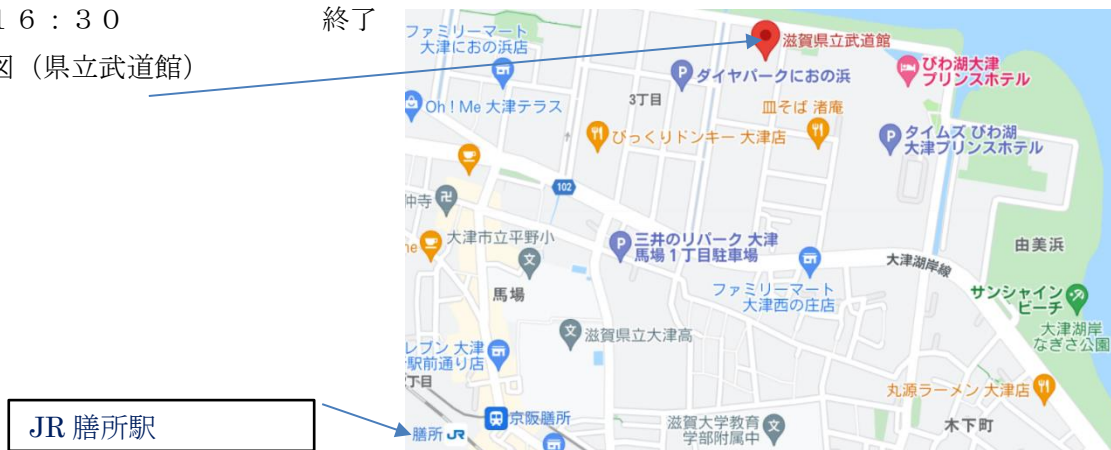 １６：３０ 終了
図（県立武道館）
ファミリーマート
大津におの浜店
滋賀県立武道館
びわ湖大津
プリンスホテル
ダイヤパークにおの浜
3丁目
Oh ! Me 大津テラス
皿そば 渚庵
びっくりドンキー 大津店
タイムズ びわ湖
大津プリンスホテル
102
仲寺
大津市立平野小
三井のリパーク 大津
馬場１丁目駐車場
由美浜
大津湖岸線
馬場
ファミリーマート
大津西の庄店
サンシャイン
ビーチ
大津湖岸
なぎさ公園
滋賀県立大津高
レブン 大津
駅前通り店
丁目
丸源ラーメン 大津店
京阪膳所
滋賀大学教育
学部附属中
木下町
JR 膳所駅
膳所 JR